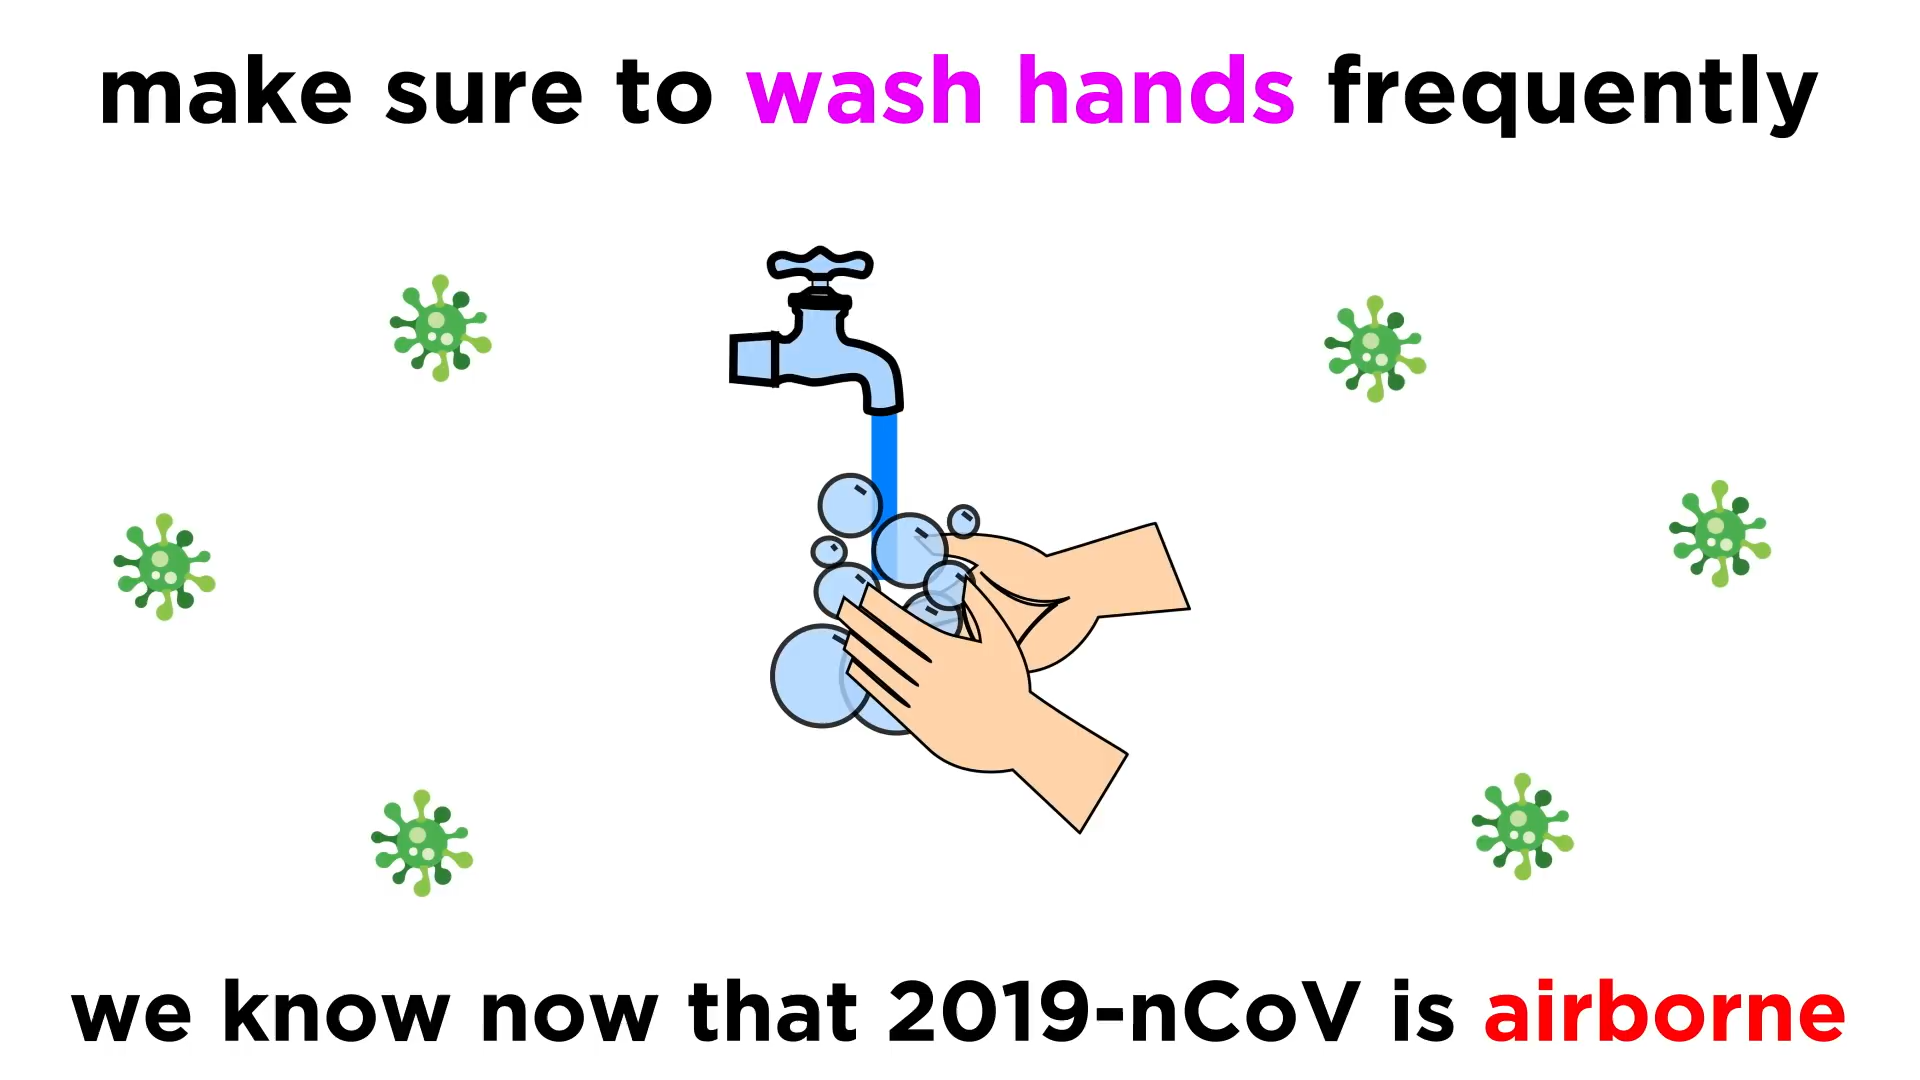 make sure to wash hands frequently
we know now that 2019-nCoV is airborne